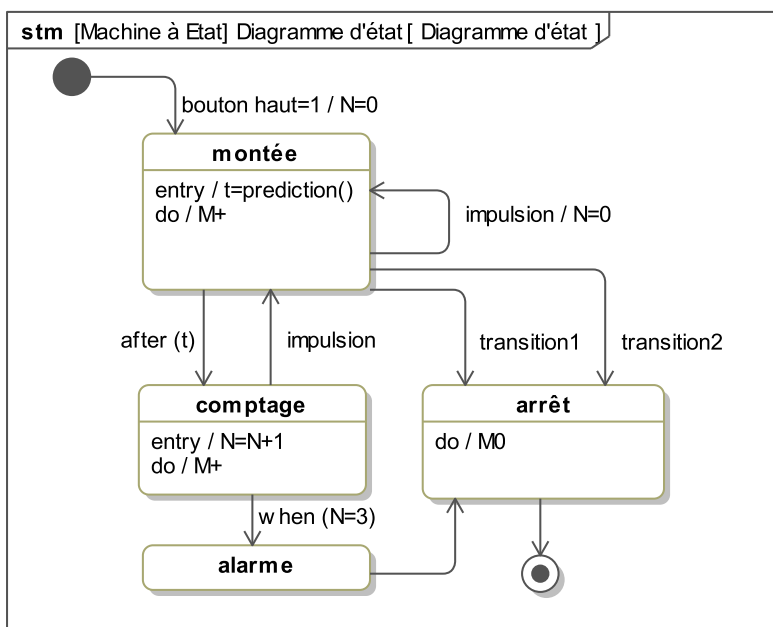 stm [Machine à Etat] Diagramme d'état [ Diagramme d'état ]
bouton haut=1 / N=0
montée
entry / t=prediction()
do / M+
impulsion / N=0
after (t)
impulsion
transition1
transition2
comptage
entry / N=N+1
do / M+
arrêt
do / M0
when (N=3)
alarme